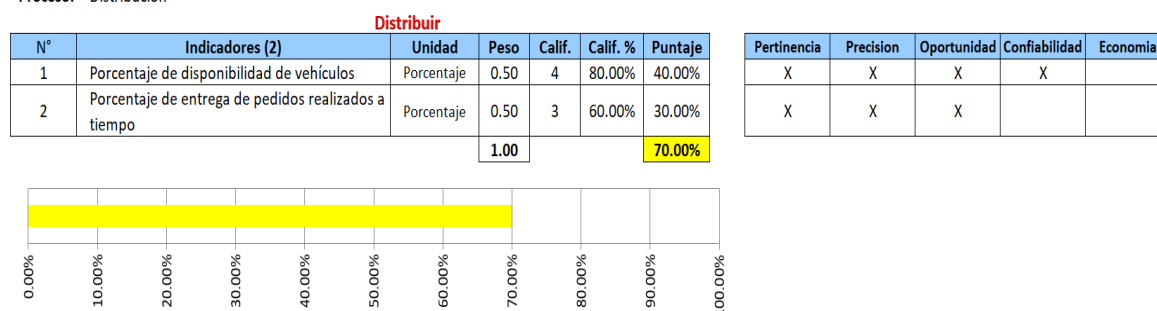 Distribuir
N° Indicadores (2) Unidad Peso Calif. Calif. % Puntaje Pertinencia Precision Oportunidad Confiabilidad Economia
1 Porcentaje de disponibilidad de vehículos Porcentaje 0.50 4 80.00% 40.00% X X X X
2 Porcentaje de entrega de pedidos realizados a tiempo Porcentaje 0.50 3 60.00% 30.00% X X X
1.00 70.00%
0.00% 10.00% 20.00% 30.00% 40.00% 50.00% 60.00% 70.00% 80.00% 90.00% 00.00%